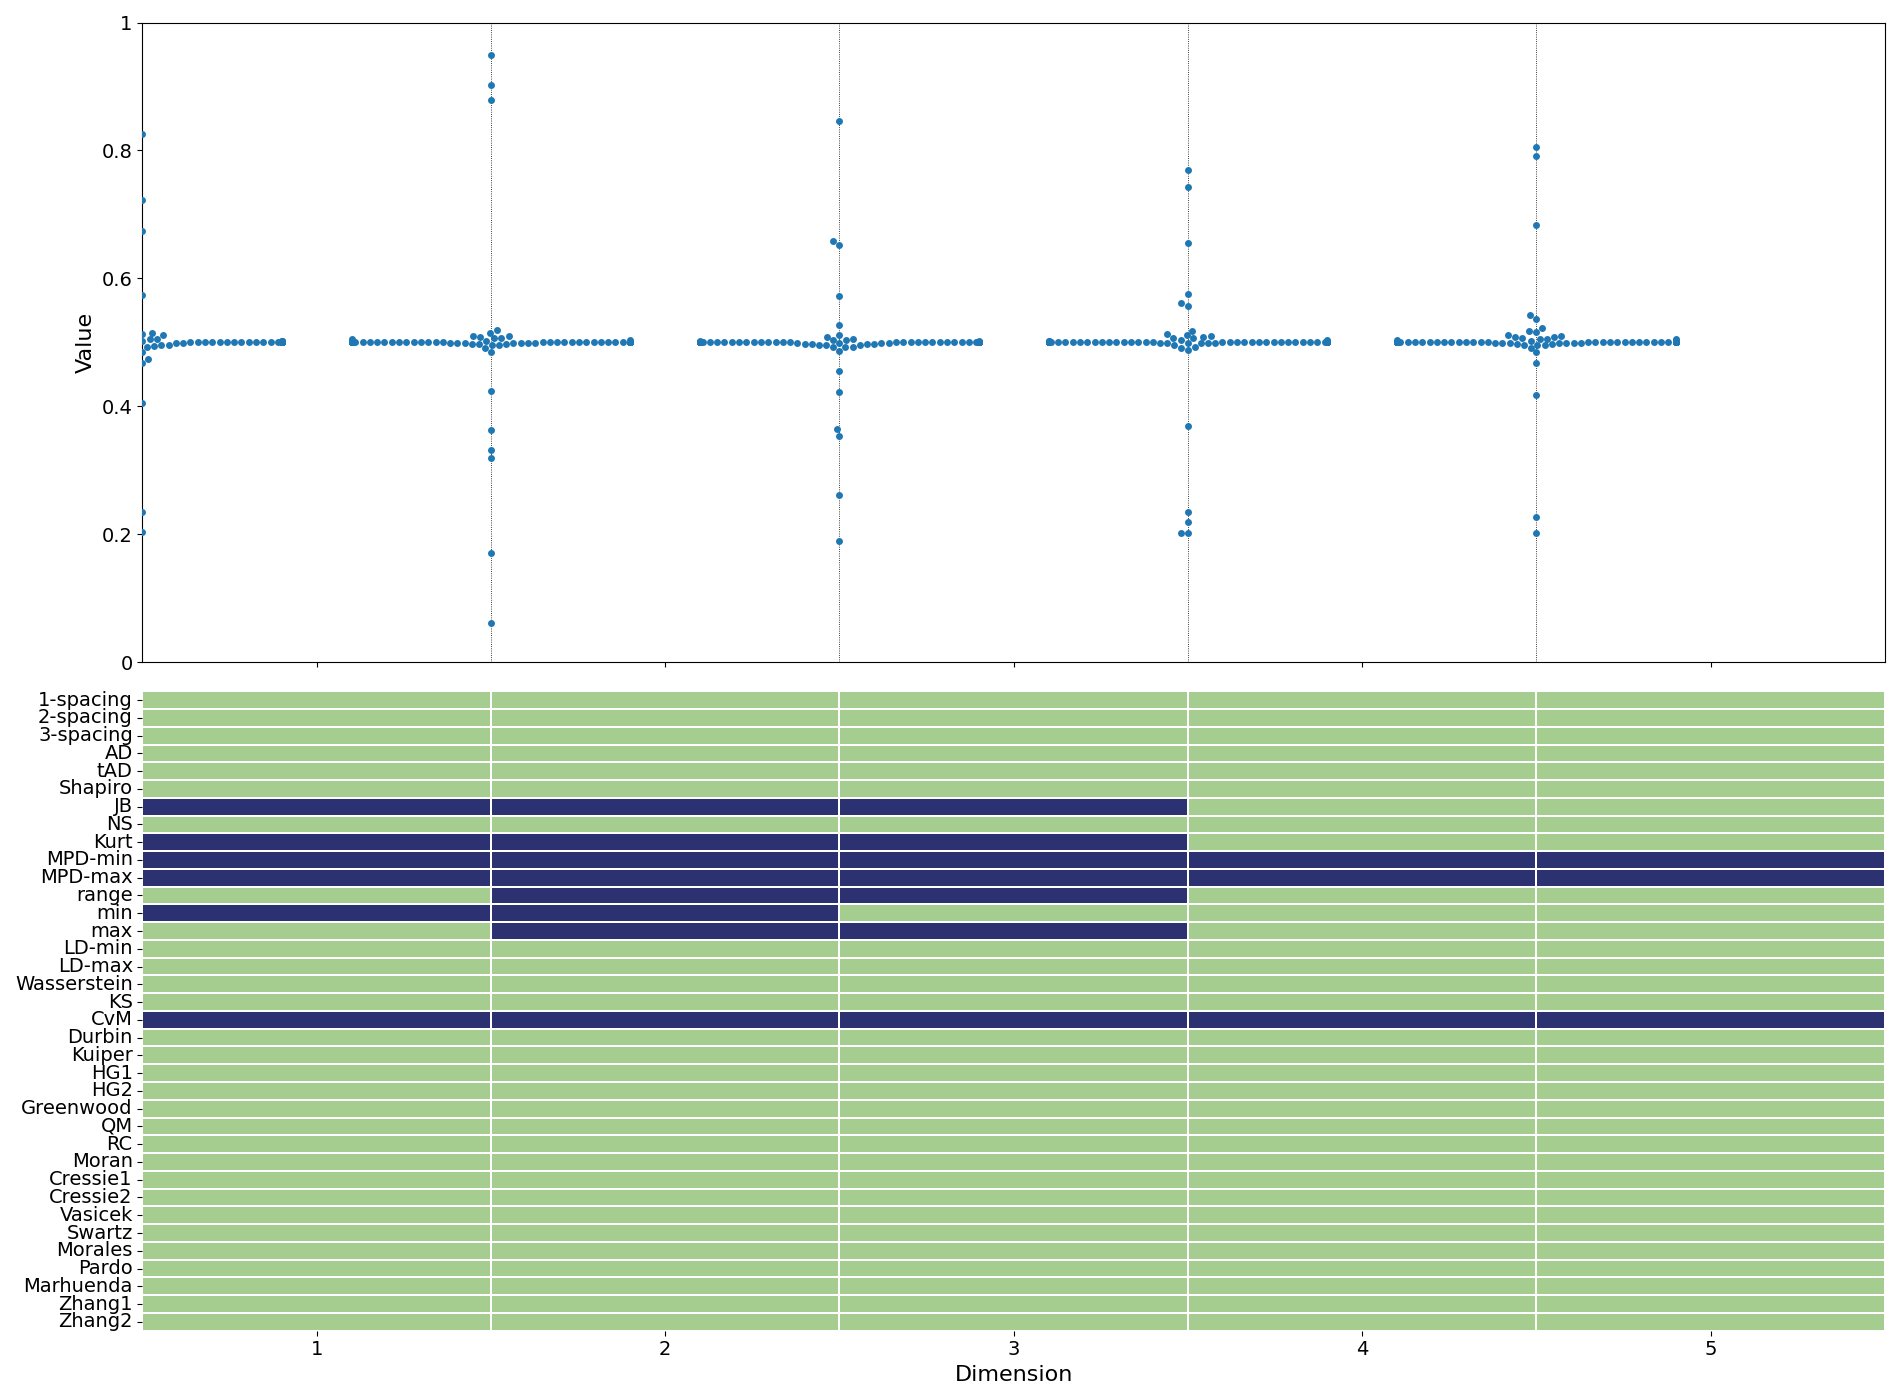 1
0.8
0.6
0.4
0.2
0
Value
1-spacing
2-spacing
3-spacing
AD
tAD
Shapiro
JB
NS
Kurt
MPD-min
MPD-max
range
min
max
LD-min
LD-max
Wasserstein
KS
CvM
Durbin
Kuiper
HG1
HG2
Greenwood
QM
RC
Moran
Cressie1
Cressie2
Vasicek
Swartz
Morales
Pardo
Marhuenda
Zhang1
Zhang2
1 2 3 4 5
Dimension